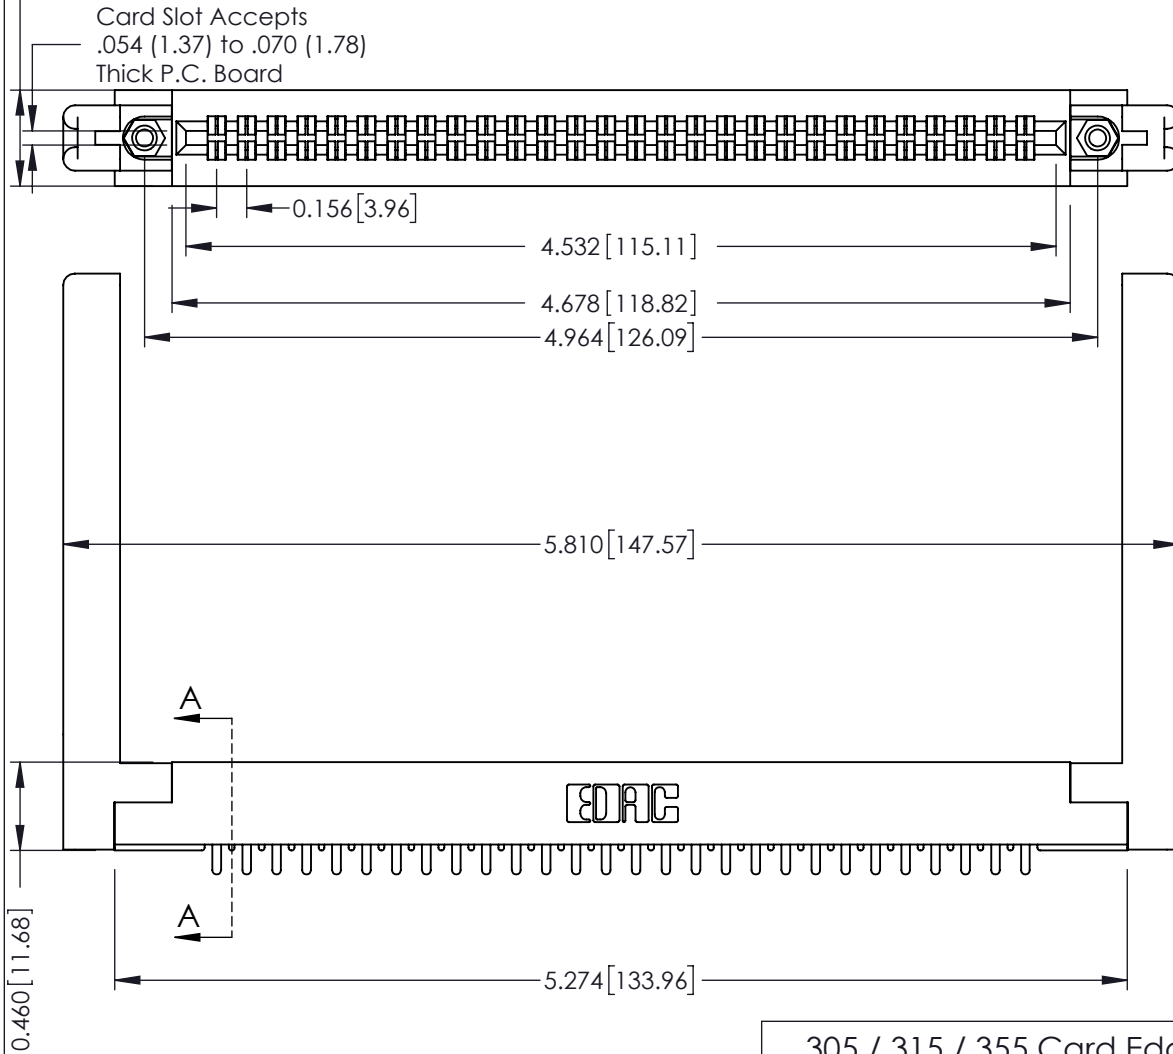 Card Slot Accepts
.054 (1.37) to .070 (1.78)
Thick P.C. Board
0.156[3.96]
4.532[115.11]
4.678[118.82]
4.964[126.09]
5.810[147.57]
A
EDAC
A
0.460[11.68]
5.274[133.96]
305 / 315 / 355 Card Edg